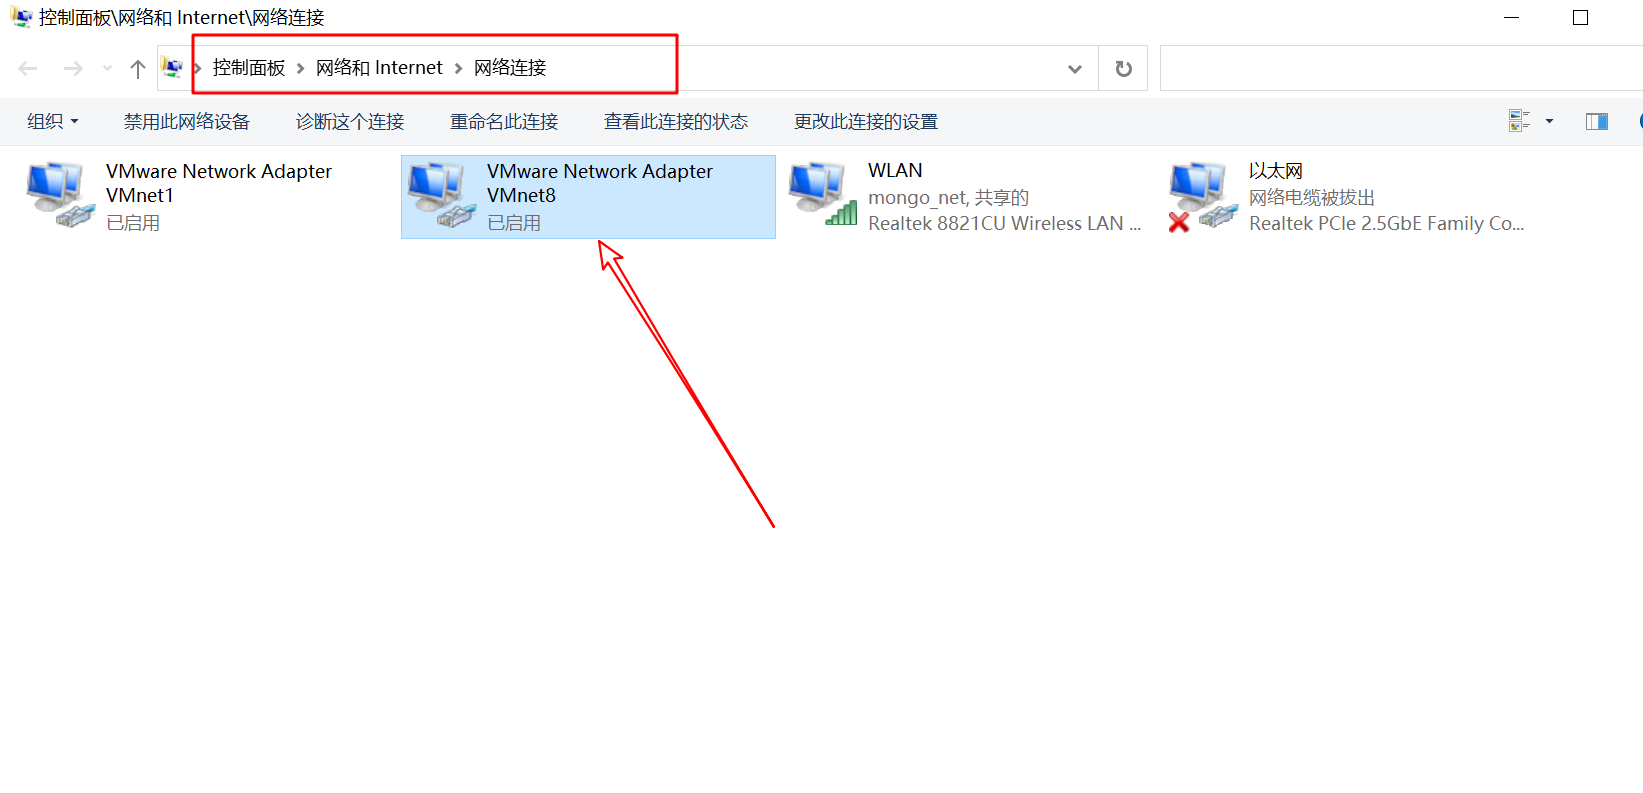 控制面板\网络和 Internet\网络连接
控制面板 > 网络和 Internet > 网络连接
组织 禁用此网络设备 诊断这个连接 重命名此连接 查看此连接的状态 更改此连接的设置
VMware Network Adapter
VMnet1
已启用
VMware Network Adapter
VMnet8
已启用
WLAN
mongo_net, 共享的
Realtek 8821CU Wireless LAN ...
以太网
网络电缆被拔出
Realtek PCIe 2.5GbE Family Co...